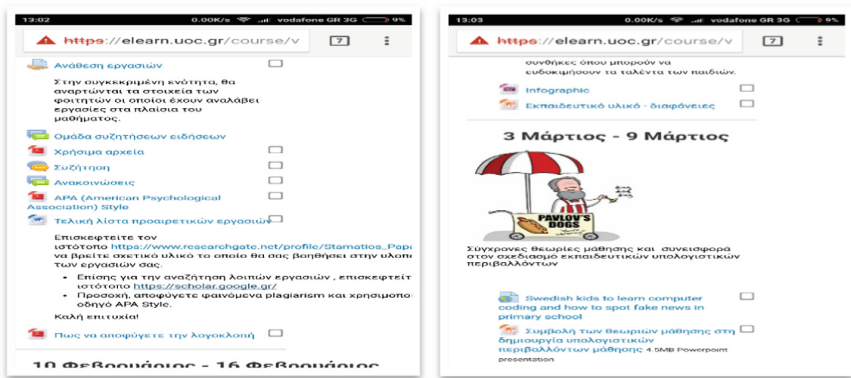 13:02 0.00K/s vodafone GR 3G 9%
https://elearn.uoc.gr/course/v 7
Ανάθεση εργασιών
Στην συγκεκριμένη ενότητα, θα
αναρτώνται τα στοιχεία των
φοιτητών οι οποίοι έχουν αναλάβει
εργασίες στα πλαίσια του
μαθήματος.
Ομάδα συζητήσεων ειδήσεων
Χρήσιμα αρχεία
Συζήτηση
Ανακοινώσεις
APA (American Psychological
Association) Style
Τελική λίστα προαιρετικών εργασιών
Επισκεφτείτε τον
ιστότοπο https://www.researchgate.net/profile/Stamatios_Papa
να βρείτε σχετικό υλικό το οποίο θα σας βοηθήσει στην υλοπο
των εργασιών σας.
• Επίσης για την αναζήτηση λοιπών εργασιών , επισκεφτείτ
ιστότοπο https://scholar.google.gr/
• Προσοχή, αποφύγετε φαινόμενα plagiarism και χρησιμοπο
οδηγό APA Style.
Καλή επιτυχία!
Πως να αποφύγετε την λογοκλοπή
10 Φεβρουάριος - 16 Φεβρουάριος
13:03 0.00K/s vodafone GR 3G 9%
https://elearn.uoc.gr/course/v 7
συνθήκες όπου μπορούν να
ευδοκιμήσουν τα ταλέντα των παιδιών.
Infographic
Εκπαιδευτικό υλικό - διαφάνειες
3 Μάρτιος - 9 Μάρτιος
PAVLOV'S
DOGS
Σύγχρονες θεωρίες μάθησης και συνεισφορά
στον σχεδιασμό εκπαιδευτικών υπολογιστικών
περιβαλλόντων
Swedish kids to learn computer
coding and how to spot fake news in
primary school
Συμβολή των θεωριών μάθησης στη
δημιουργία υπολογιστικών
περιβαλλόντων μάθησης 4.5MB Powerpoint
presentation